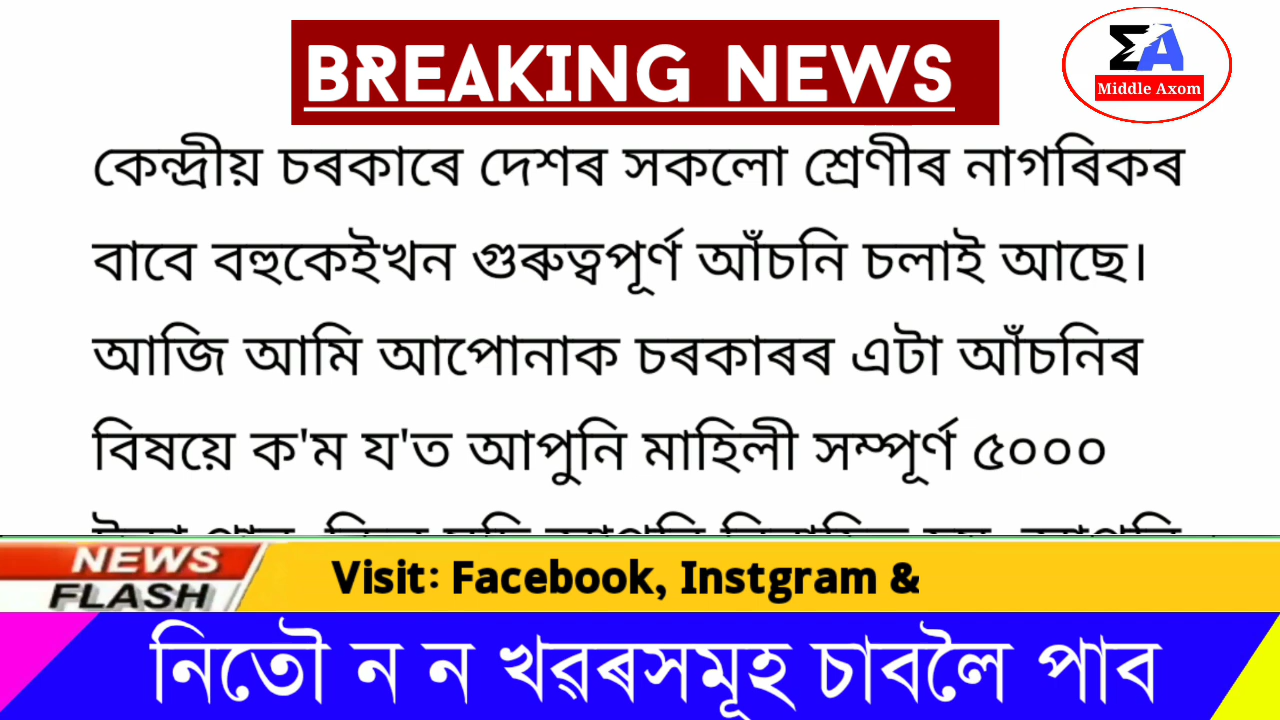 BREAKING NEWS
Middle Axom
কেন্দ্ৰীয় চৰকাৰে দেশৰ সকলো শ্ৰেণীৰ নাগৰিকৰ
বাবে বহুকেইখন গুৰুত্বপূৰ্ণ আঁচনি চলাই আছে।
আজি আমি আপোনাক চৰকাৰৰ এটা আঁচনিৰ
বিষয়ে ক'ম য'ত আপুনি মাহিলী সম্পূৰ্ণ ৫০০০
NEWS
FLASH
Visit: Facebook, Instgram &
নিতৌ ন ন খৱৰসমূহ চাবলৈ পাব